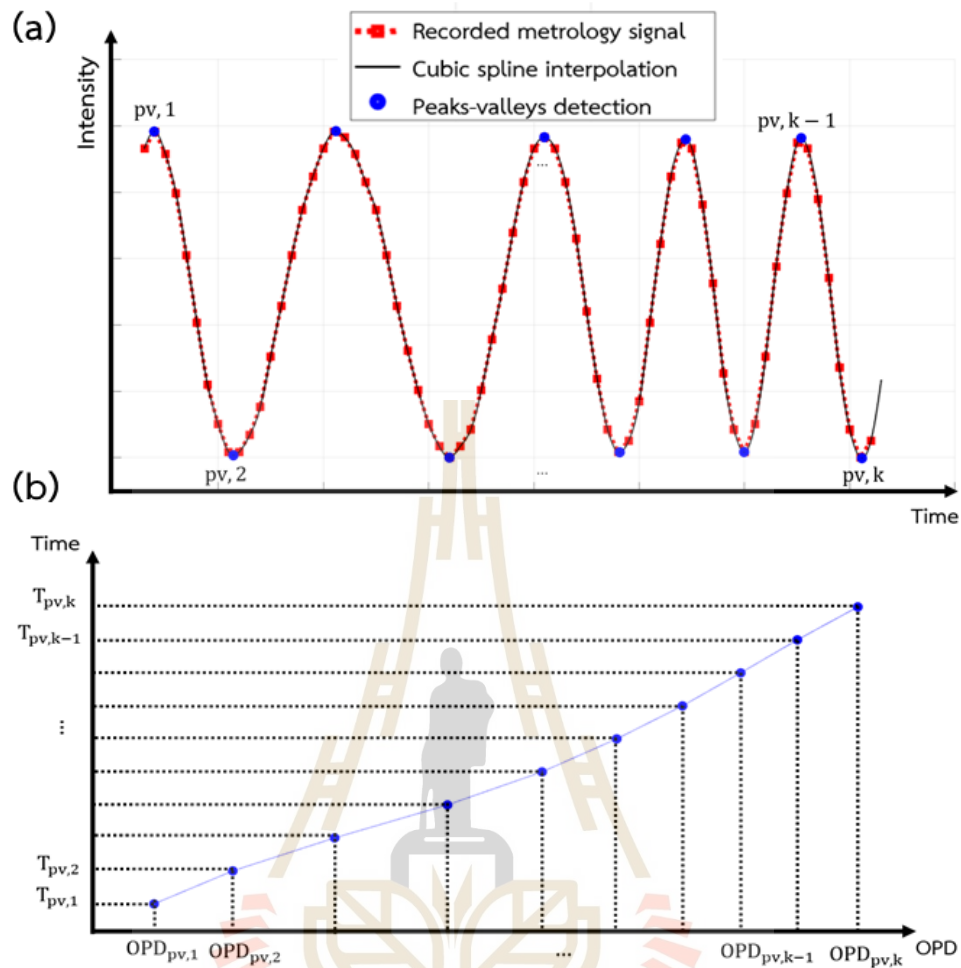 (a)
Intensity
Recorded metrology signal
Cubic spline interpolation
Peaks-valleys detection
pv, 1
pv, k − 1
...
pv, 2
...
pv, k
Time
(b)
Time
T_pv,k
T_pv,k−1
...
T_pv,2
T_pv,1
OPD_pv,1
OPD_pv,2
...
OPD_pv,k−1
OPD_pv,k
OPD